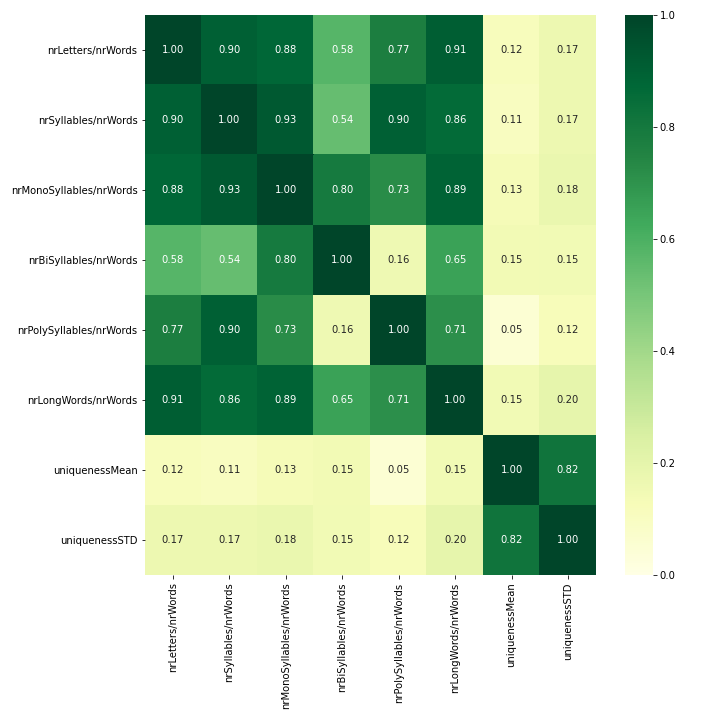 nrLetters/nrWords 1.00 0.90 0.88 0.58 0.77 0.91 0.12 0.17
nrSyllables/nrWords 0.90 1.00 0.93 0.54 0.90 0.86 0.11 0.17
nrMonoSyllables/nrWords 0.88 0.93 1.00 0.80 0.73 0.89 0.13 0.18
nrBiSyllables/nrWords 0.58 0.54 0.80 1.00 0.16 0.65 0.15 0.15
nrPolySyllables/nrWords 0.77 0.90 0.73 0.16 1.00 0.71 0.05 0.12
nrLongWords/nrWords 0.91 0.86 0.89 0.65 0.71 1.00 0.15 0.20
uniquenessMean 0.12 0.11 0.13 0.15 0.05 0.15 1.00 0.82
uniquenessSTD 0.17 0.17 0.18 0.15 0.12 0.20 0.82 1.00
nrLetters/nrWords
nrSyllables/nrWords
nrMonoSyllables/nrWords
nrBiSyllables/nrWords
nrPolySyllables/nrWords
nrLongWords/nrWords
uniquenessMean
uniquenessSTD
1.0
0.8
0.6
0.4
0.2
0.0